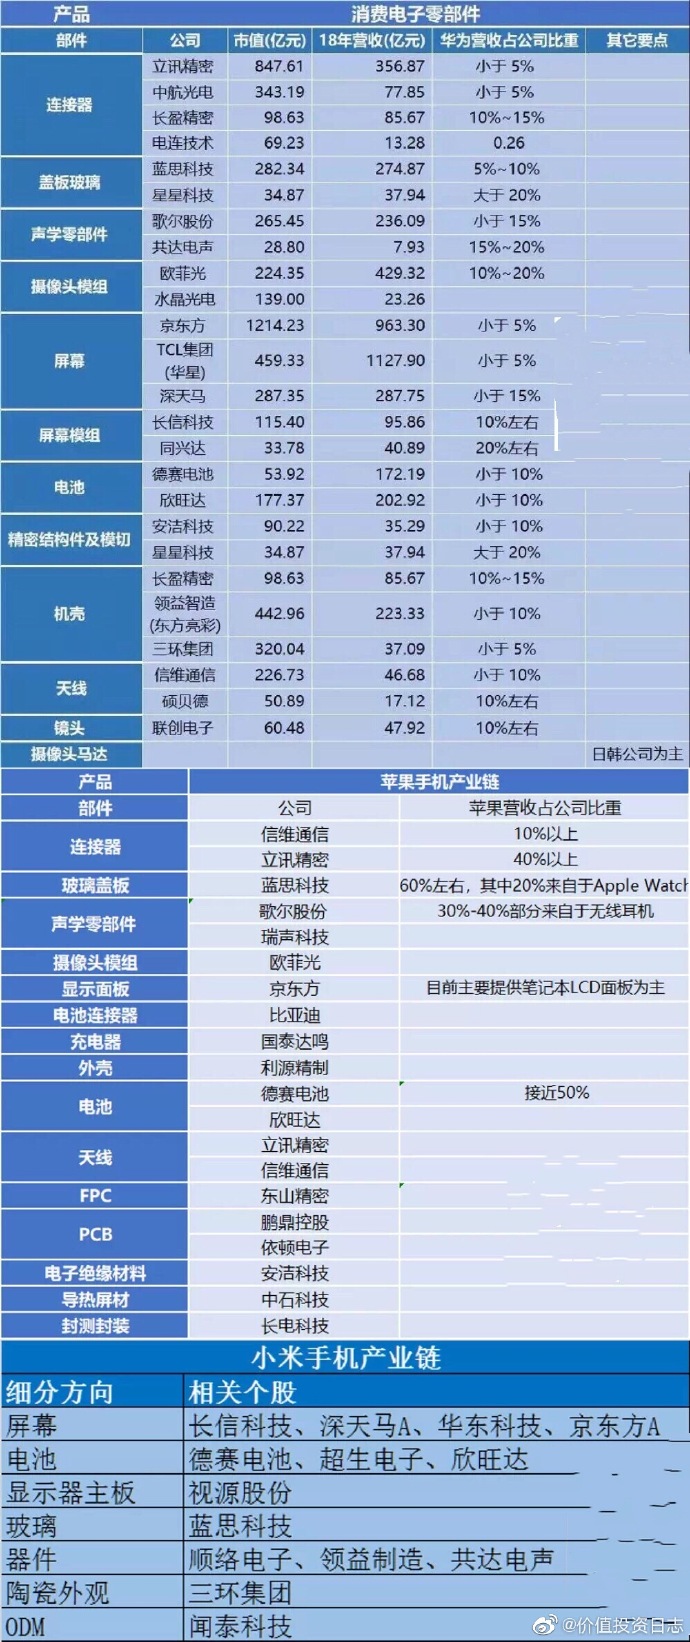 产品 消费电子零部件
部件 公司 市值(亿元) 18年营收(亿元) 华为营收占公司比重 其它要点
连接器 立讯精密 847.61 356.87 小于 5%
中航光电 343.19 77.85 小于 5%
长盈精密 98.63 85.67 10%~15%
电连技术 69.23 13.28 0.26
盖板玻璃 蓝思科技 282.34 274.87 5%~10%
星星科技 34.87 37.94 大于 20%
声学零部件 歌尔股份 265.45 236.09 小于 15%
共达电声 28.80 7.93 15%~20%
摄像头模组 欧菲光 224.35 429.32 10%~20%
水晶光电 139.00 23.26
屏幕 京东方 1214.23 963.30 小于 5%
TCL集团
(华星) 459.33 1127.90 小于 5%
深天马 287.35 287.75 小于 15%
屏幕模组 长信科技 115.40 95.86 10%左右
同兴达 33.78 40.89 20%左右
电池 德赛电池 53.92 172.19 小于 10%
欣旺达 177.37 202.92 小于 10%
精密结构件及模切 安洁科技 90.22 35.29 小于 10%
星星科技 34.87 37.94 大于 20%
机壳 长盈精密 98.63 85.67 10%~15%
领益智造
(东方亮彩) 442.96 223.33 小于 10%
三环集团 320.04 37.09 小于 5%
天线 信维通信 226.73 46.68 小于 10%
硕贝德 50.89 17.12 10%左右
镜头 联创电子 60.48 47.92 10%左右
摄像头马达 日韩公司为主
产品 苹果手机产业链
部件 公司 苹果营收占公司比重
连接器 信维通信 10%以上
立讯精密 40%以上
玻璃盖板 蓝思科技 60%左右，其中20%来自于Apple Watch
声学零部件 歌尔股份 30%-40%部分来自于无线耳机
瑞声科技
摄像头模组 欧菲光
显示面板 京东方 目前主要提供笔记本LCD面板为主
电池连接器 比亚迪
充电器 国泰达鸣
外壳 利源精制
电池 德赛电池 接近50%
欣旺达
天线 立讯精密
信维通信
FPC 东山精密
PCB 鹏鼎控股
依顿电子
电子绝缘材料 安洁科技
导热屏材 中石科技
封测封装 长电科技
小米手机产业链
细分方向 相关个股
屏幕 长信科技、深天马A、华东科技、京东方A
电池 德赛电池、超生电子、欣旺达
显示器主板 视源股份
玻璃 蓝思科技
器件 顺络电子、领益制造、共达电声
陶瓷外观 三环集团
ODM 闻泰科技
@价值投资日志